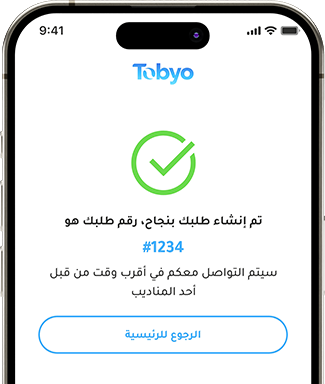 9:41
Tobyo
تم إنشاء طلبك بنجاح، رقم طلبك هو
#1234
سيتم التواصل معكم في أقرب وقت من قبل
أحد المناديب
الرجوع للرئيسية